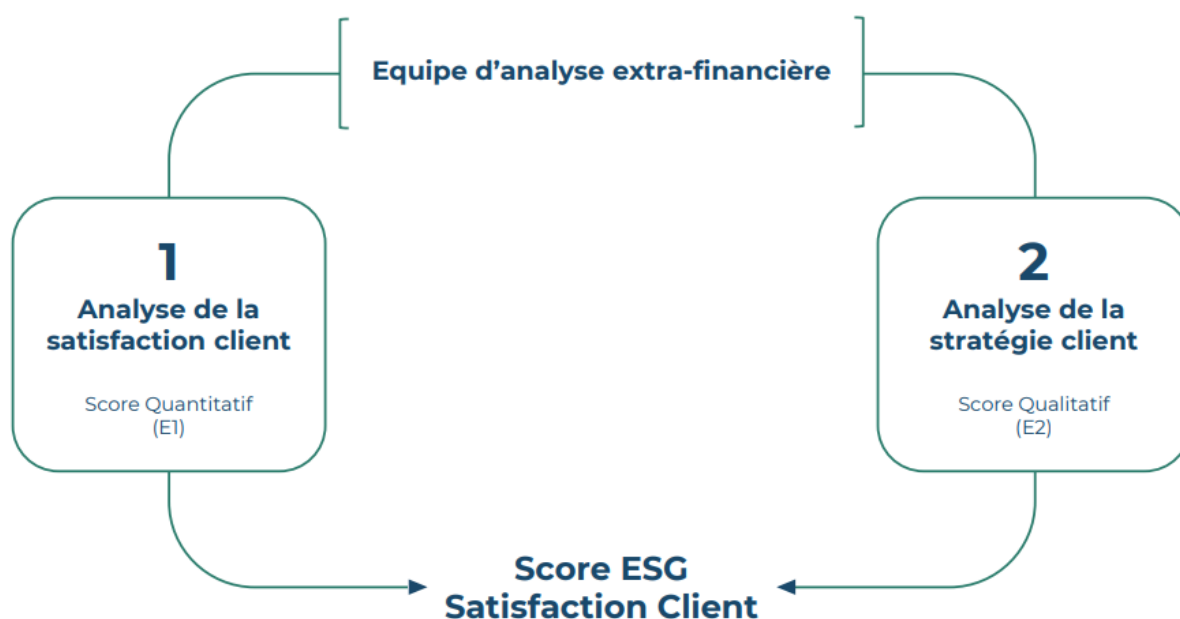 Equipe d’analyse extra-financière
1
Analyse de la
satisfaction client
Score Quantitatif
(E1)
2
Analyse de la
stratégie client
Score Qualitatif
(E2)
Score ESG
Satisfaction Client